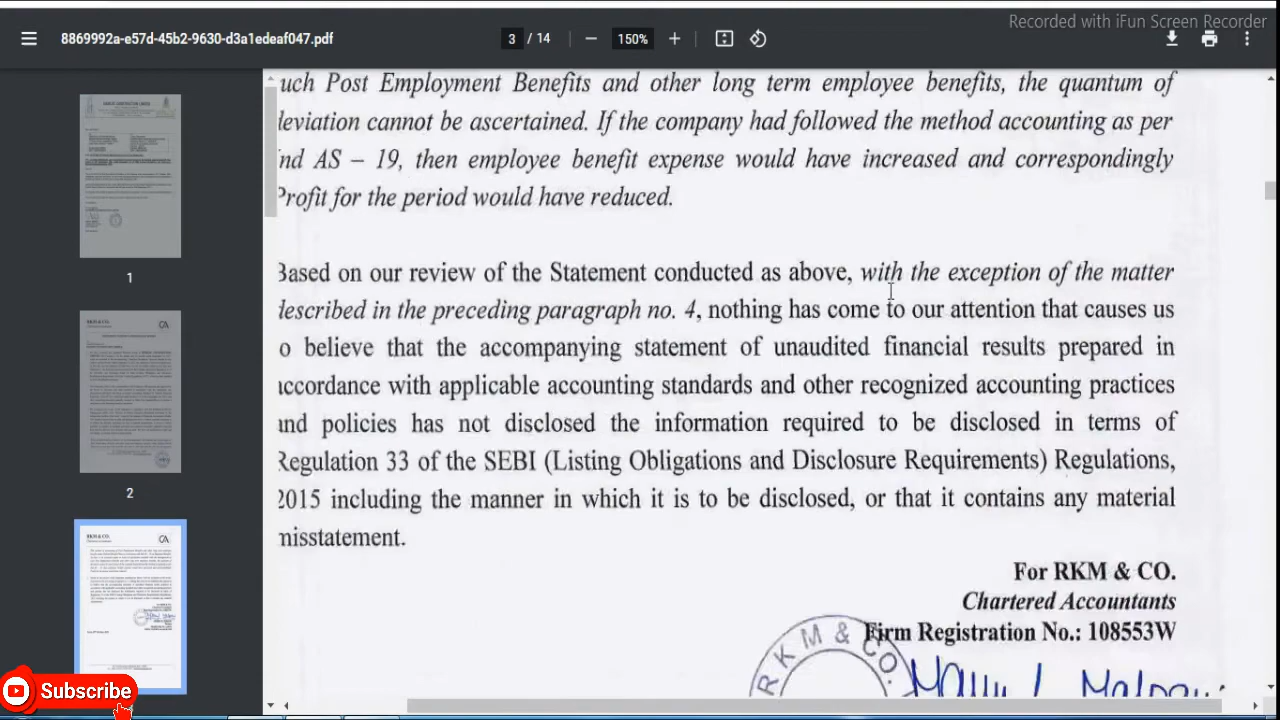 Recorded with iFun Screen Recorder
8869992a-e57d-45b2-9630-d3a1edeaf047.pdf
3 / 14
150%
uch Post Employment Benefits and other long term employee benefits, the quantum of
leviation cannot be ascertained. If the company had followed the method accounting as per
nd AS – 19, then employee benefit expense would have increased and correspondingly
Profit for the period would have reduced.
Based on our review of the Statement conducted as above, with the exception of the matter
lescribed in the preceding paragraph no. 4, nothing has come to our attention that causes us
o believe that the accompanying statement of unaudited financial results prepared in
accordance with applicable accounting standards and other recognized accounting practices
and policies has not disclosed the information required to be disclosed in terms of
Regulation 33 of the SEBI (Listing Obligations and Disclosure Requirements) Regulations,
2015 including the manner in which it is to be disclosed, or that it contains any material
nisstatement.
For RKM & CO.
Chartered Accountants
Firm Registration No.: 108553W
RKM & CO.
1
2
Subscribe